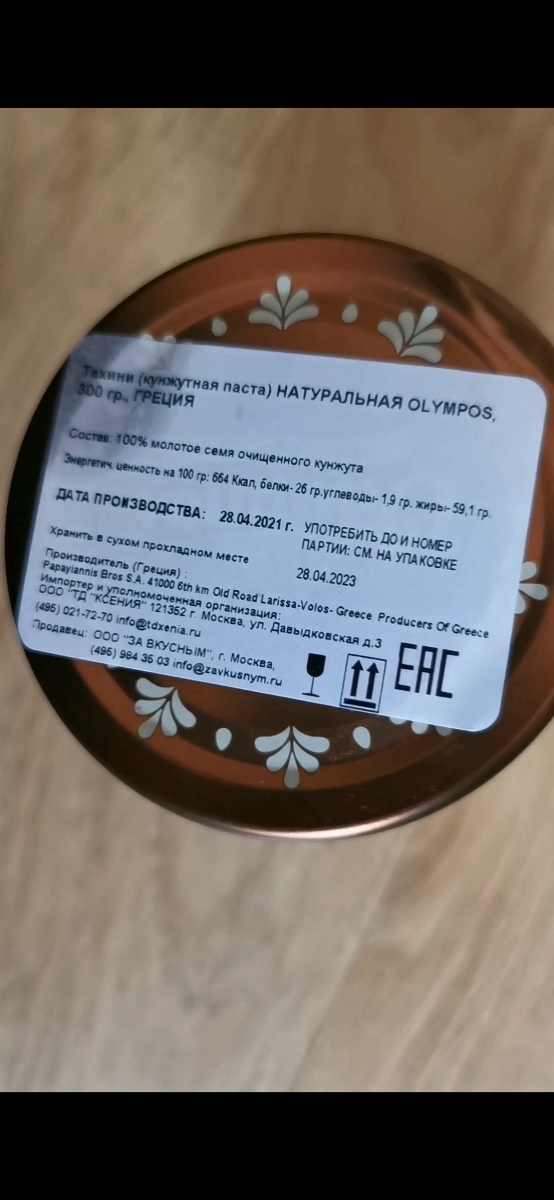 Тахини (кунжутная паста) НАТУРАЛЬНАЯ OLYMPOS,
300 гр., ГРЕЦИЯ
Состав: 100% молотое семя очищенного кунжута
Энергетич. ценность на 100 гр: 664 Ккал, белки- 26 гр.углеводы- 1,9 гр. жиры- 59,1 гр.
ДАТА ПРОИЗВОДСТВА: 28.04.2021 г. УПОТРЕБИТЬ ДО И НОМЕР
ПАРТИИ: СМ. НА УПАКОВКЕ
Хранить в сухом прохладном месте
28.04.2023
Производитель (Греция) :
Papayiannis Bros S.A. 41000 6th km Old Road Larissa-Volos- Greece Producers Of Greece
Импортер и уполномоченная организация:
ООО "ТД "КСЕНИЯ" 121352 г. Москва, ул. Давыдковская д.3
(495) 021-72-70 info@tdxenia.ru
Продавец: ООО "ЗА ВКУСНЫМ", г. Москва,
(495) 984 35 03 info@zavkusnym.ru
EAC